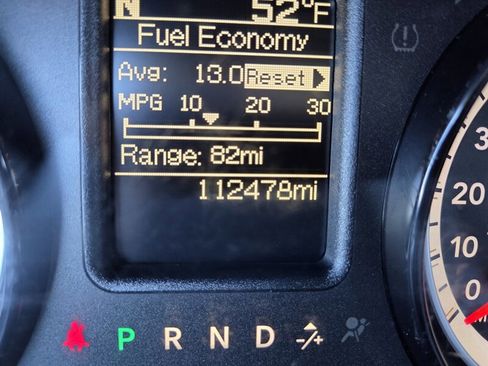 N 52°F
Fuel Economy
Avg: 13.0 Reset
MPG 10 20 30
Range: 82mi
112478mi
P R N D -/+
20
10
0